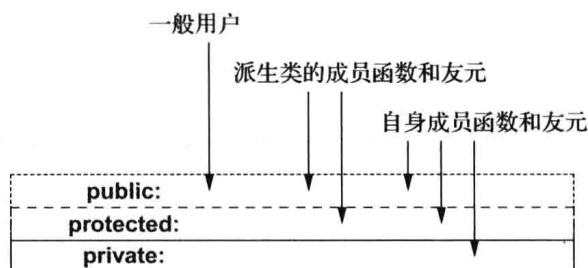 一般用户
派生类的成员函数和友元
自身成员函数和友元
public:
protected:
private: